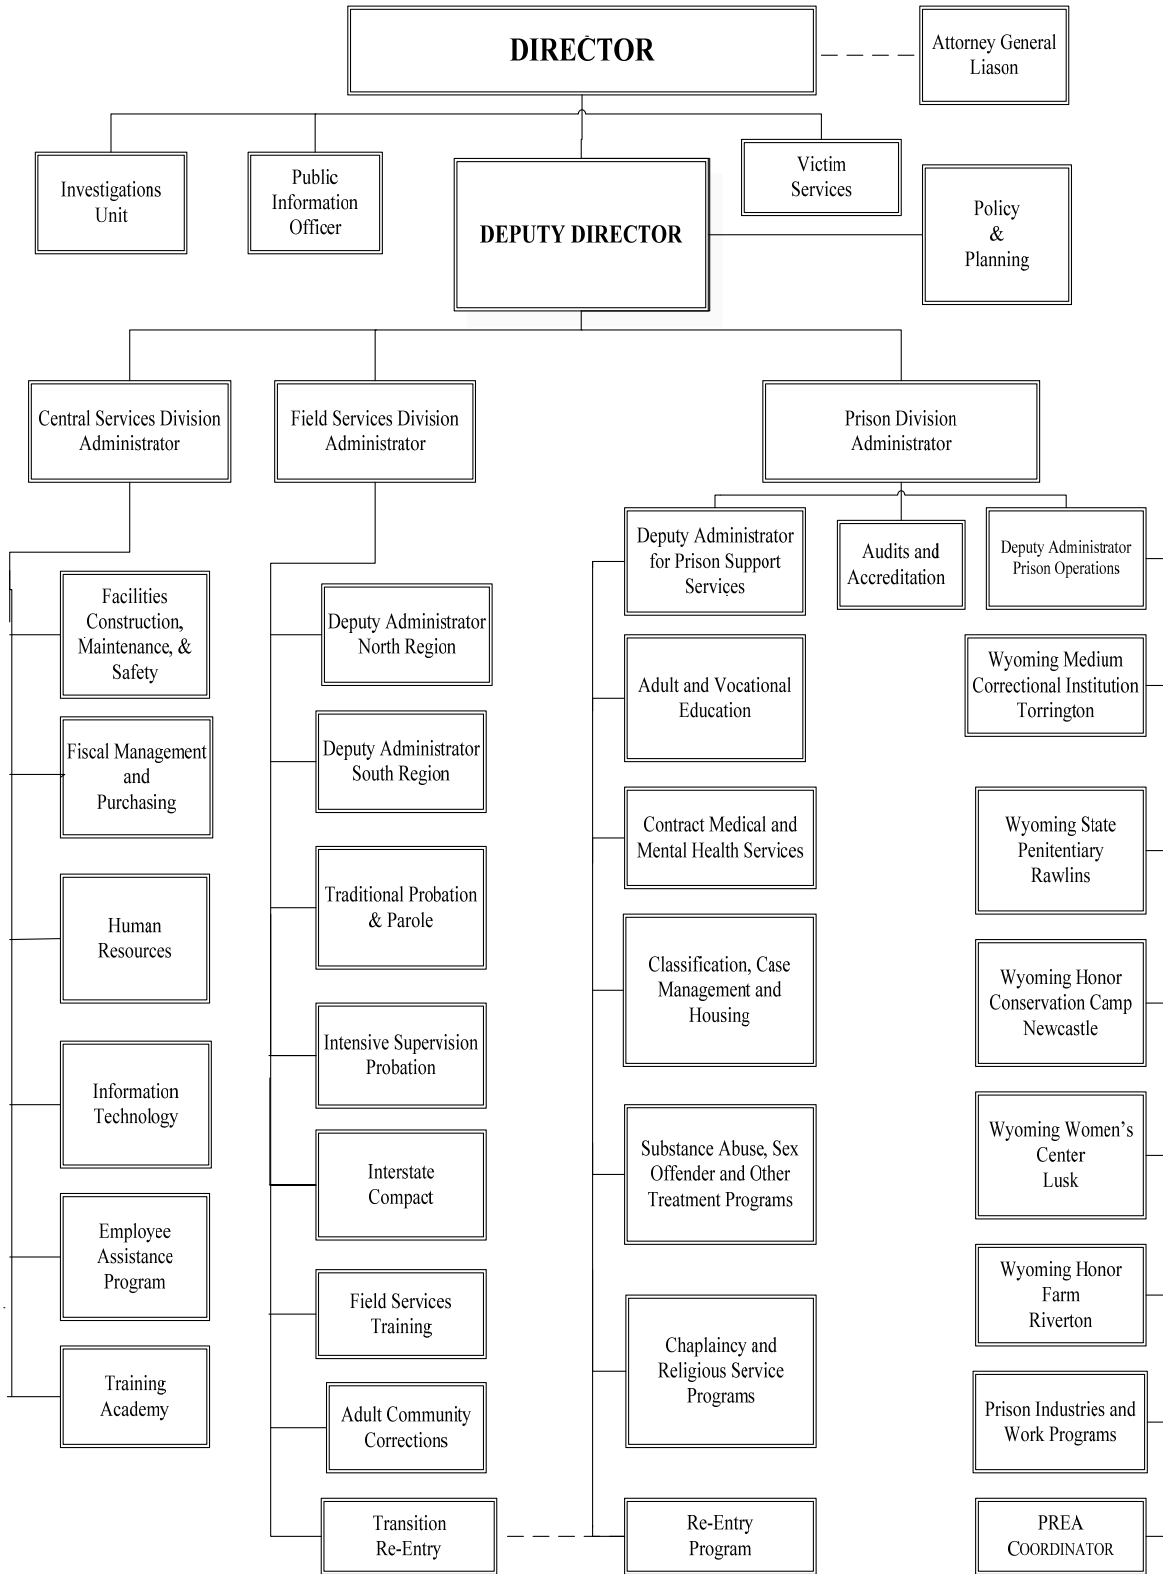 DIRECTOR
Attorney General
Liason
Investigations
Unit
Public
Information
Officer
Victim
Services
DEPUTY DIRECTOR
Policy
&
Planning
Central Services Division
Administrator
Field Services Division
Administrator
Prison Division
Administrator
Facilities
Construction,
Maintenance, &
Safety
Fiscal Management
and
Purchasing
Human
Resources
Information
Technology
Employee
Assistance
Program
Training
Academy
Deputy Administrator
North Region
Deputy Administrator
South Region
Traditional Probation
& Parole
Intensive Supervision
Probation
Interstate
Compact
Field Services
Training
Adult Community
Corrections
Transition
Re-Entry
Deputy Administrator
for Prison Support
Services
Adult and Vocational
Education
Contract Medical and
Mental Health Services
Classification, Case
Management and
Housing
Substance Abuse, Sex
Offender and Other
Treatment Programs
Chaplaincy and
Religious Service
Programs
Re-Entry
Program
Audits and
Accreditation
Deputy Administrator
Prison Operations
Wyoming Medium
Correctional Institution
Torrington
Wyoming State
Penitentiary
Rawlins
Wyoming Honor
Conservation Camp
Newcastle
Wyoming Women's
Center
Lusk
Wyoming Honor
Farm
Riverton
Prison Industries and
Work Programs
PREA
COORDINATOR